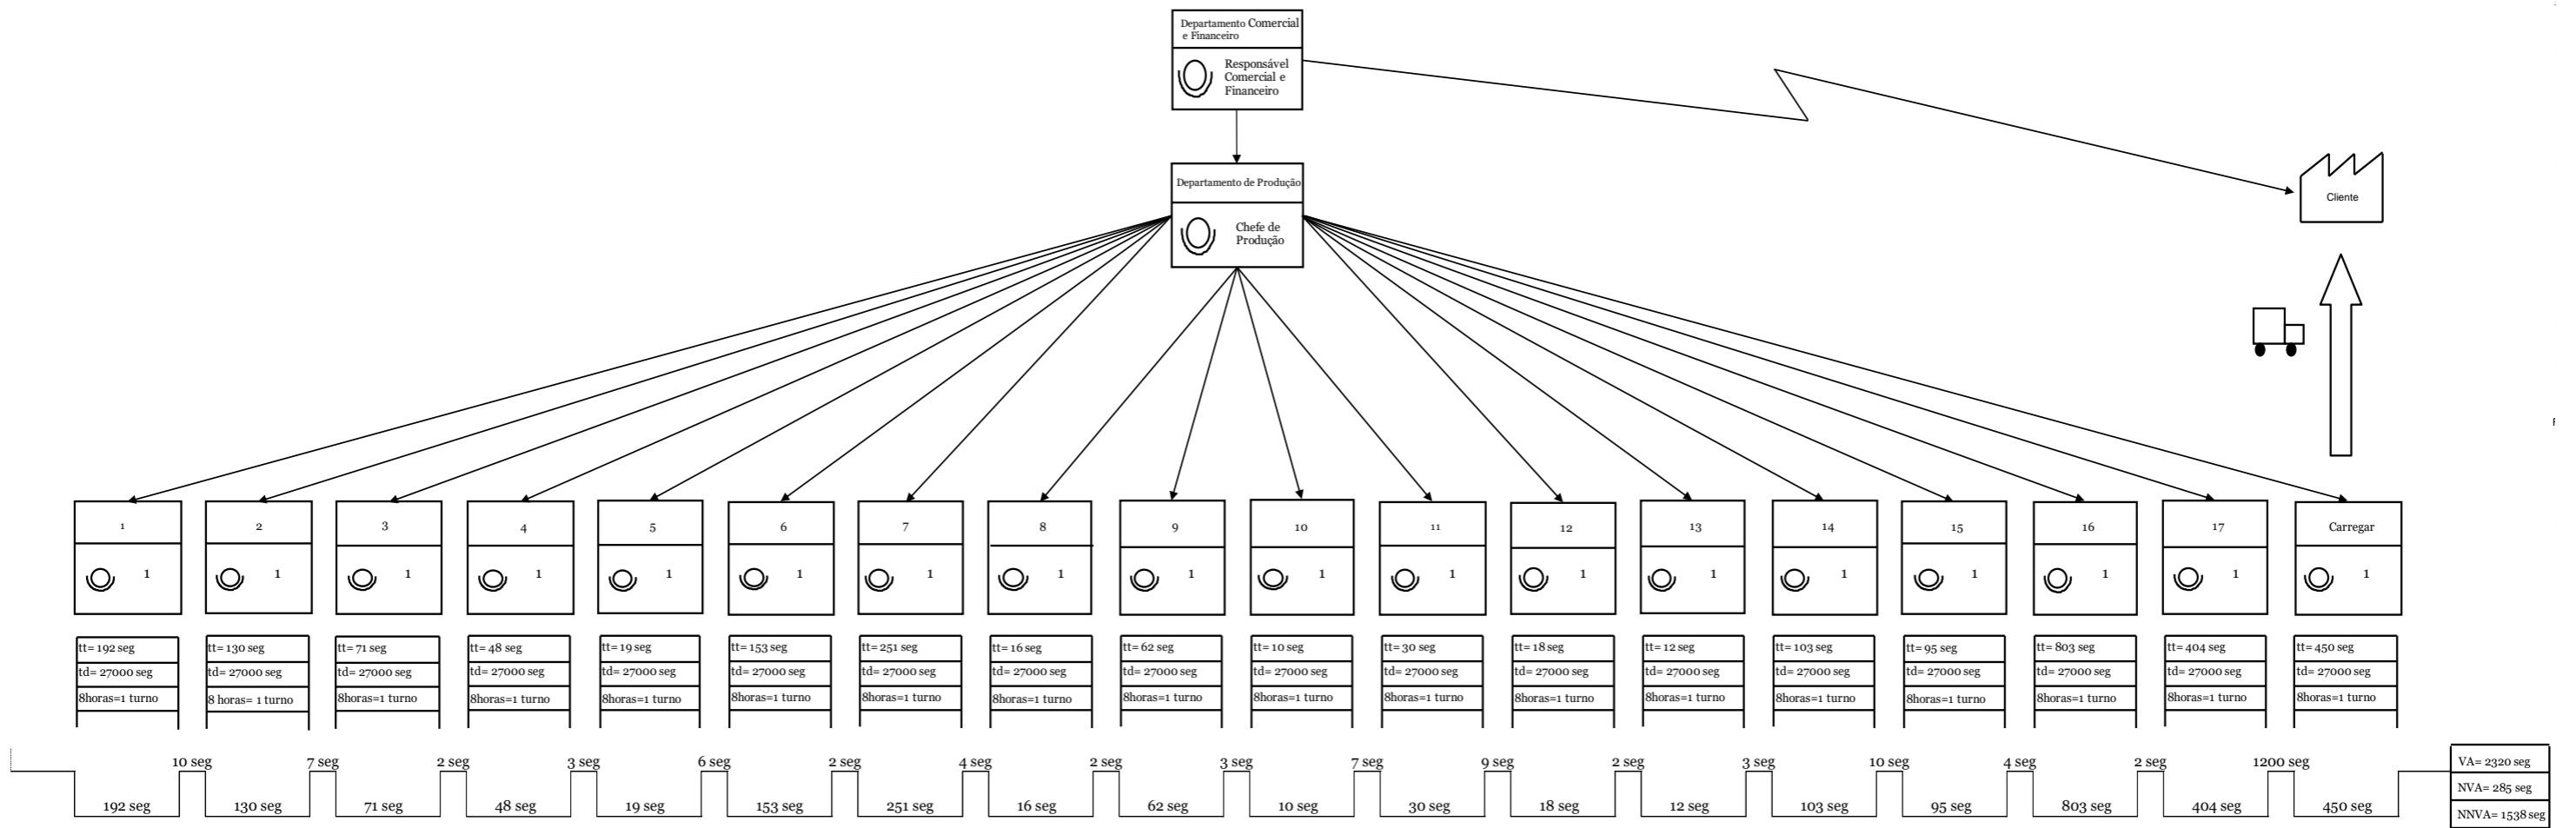 Departamento Comercial
e Financeiro
Responsável
Comercial e
Financeiro
Departamento de Produção
Chefe de
Produção
Cliente
1 2 3 4 5 6 7 8 9 10 11 12 13 14 15 16 17 Carregar
1 1 1 1 1 1 1 1 1 1 1 1 1 1 1 1 1 1
tt= 192 seg tt= 130 seg tt= 71 seg tt= 48 seg tt= 19 seg tt= 153 seg tt= 251 seg tt= 16 seg tt= 62 seg tt= 10 seg tt= 30 seg tt= 18 seg tt= 12 seg tt= 103 seg tt= 95 seg tt= 803 seg tt= 404 seg tt= 450 seg
td= 27000 seg td= 27000 seg td= 27000 seg td= 27000 seg td= 27000 seg td= 27000 seg td= 27000 seg td= 27000 seg td= 27000 seg td= 27000 seg td= 27000 seg td= 27000 seg td= 27000 seg td= 27000 seg td= 27000 seg td= 27000 seg td= 27000 seg td= 27000 seg
8horas=1 turno 8 horas= 1 turno 8horas=1 turno 8horas=1 turno 8horas=1 turno 8horas=1 turno 8horas=1 turno 8horas=1 turno 8horas=1 turno 8horas=1 turno 8horas=1 turno 8horas=1 turno 8horas=1 turno 8horas=1 turno 8horas=1 turno 8horas=1 turno 8horas=1 turno 8horas=1 turno
10 seg 7 seg 2 seg 3 seg 6 seg 2 seg 4 seg 2 seg 3 seg 7 seg 9 seg 2 seg 3 seg 10 seg 4 seg 2 seg 1200 seg
192 seg 130 seg 71 seg 48 seg 19 seg 153 seg 251 seg 16 seg 62 seg 10 seg 30 seg 18 seg 12 seg 103 seg 95 seg 803 seg 404 seg 450 seg
VA= 2320 seg
NVA= 285 seg
NNVA= 1538 seg